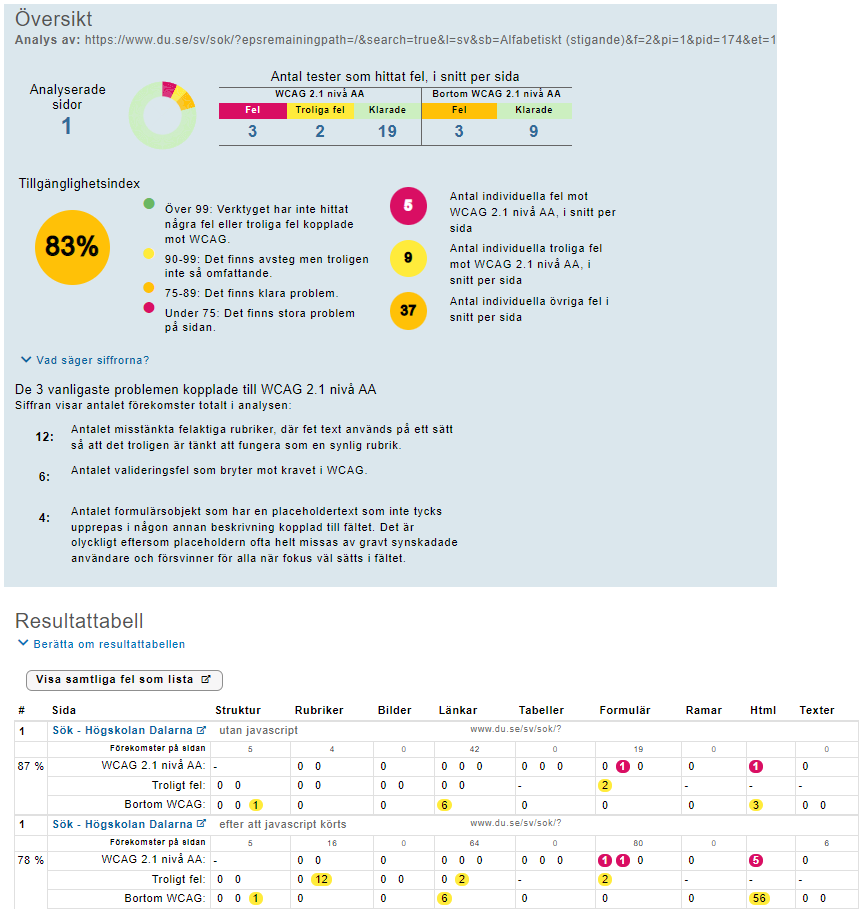 Översikt
Analys av: https://www.du.se/sv/sok/?epsremainingpath=/&search=true&l=sv&sb=Alfabetiskt (stigande)&f=2&pi=1&pid=174&et=1
Analyserade sidor
1
Antal tester som hittat fel, i snitt per sida
WCAG 2.1 nivå AA Bortom WCAG 2.1 nivå AA
Fel Troliga fel Klarade Fel Klarade
3 2 19 3 9
Tillgänglighetsindex
83%
Över 99: Verktyget har inte hittat
några fel eller troliga fel kopplade
mot WCAG.
90-99: Det finns avsteg men troligen
inte så omfattande.
75-89: Det finns klara problem.
Under 75: Det finns stora problem
på sidan.
5 Antal individuella fel mot
WCAG 2.1 nivå AA, i snitt per
sida
9 Antal individuella troliga fel
mot WCAG 2.1 nivå AA, i
snitt per sida
37 Antal individuella övriga fel i
snitt per sida
Vad säger siffrorna?
De 3 vanligaste problemen kopplade till WCAG 2.1 nivå AA
Siffran visar antalet förekomster totalt i analysen:
12: Antalet misstänkta felaktiga rubriker, där fet text används på ett sätt
så att det troligen är tänkt att fungera som en synlig rubrik.
6: Antalet valideringsfel som bryter mot kravet i WCAG.
4: Antalet formulärsobjekt som har en placeholdertext som inte tycks
upprepas i någon annan beskrivning kopplad till fältet. Det är
olyckligt eftersom placeholdern ofta helt missas av gravt synskadade
användare och försvinner för alla när fokus väl sätts i fältet.
Resultattabell
Berätta om resultattabellen
Visa samtliga fel som lista
# Sida Struktur Rubriker Bilder Länkar Tabeller Formulär Ramar Html Texter
1 Sök - Högskolan Dalarna utan javascript www.du.se/sv/sok/?
Förekomster på sidan 5 4 0 42 0 19 0 0
87 % WCAG 2.1 nivå AA: - 0 0 0 0 0 0 0 0 0 0 1 0 0 1 0
Troligt fel: 0 0 0 0 0 0 0 0 - 2 - - -
Bortom WCAG: 0 0 1 0 0 6 0 0 0 3 0 0
1 Sök - Högskolan Dalarna efter att javascript körts www.du.se/sv/sok/?
Förekomster på sidan 5 16 0 64 0 80 0 6
78 % WCAG 2.1 nivå AA: - 0 0 0 0 0 0 0 0 0 1 1 0 0 5 0
Troligt fel: 0 0 0 12 0 0 0 2 - 2 - - -
Bortom WCAG: 0 0 1 0 0 6 0 0 0 56 0 0